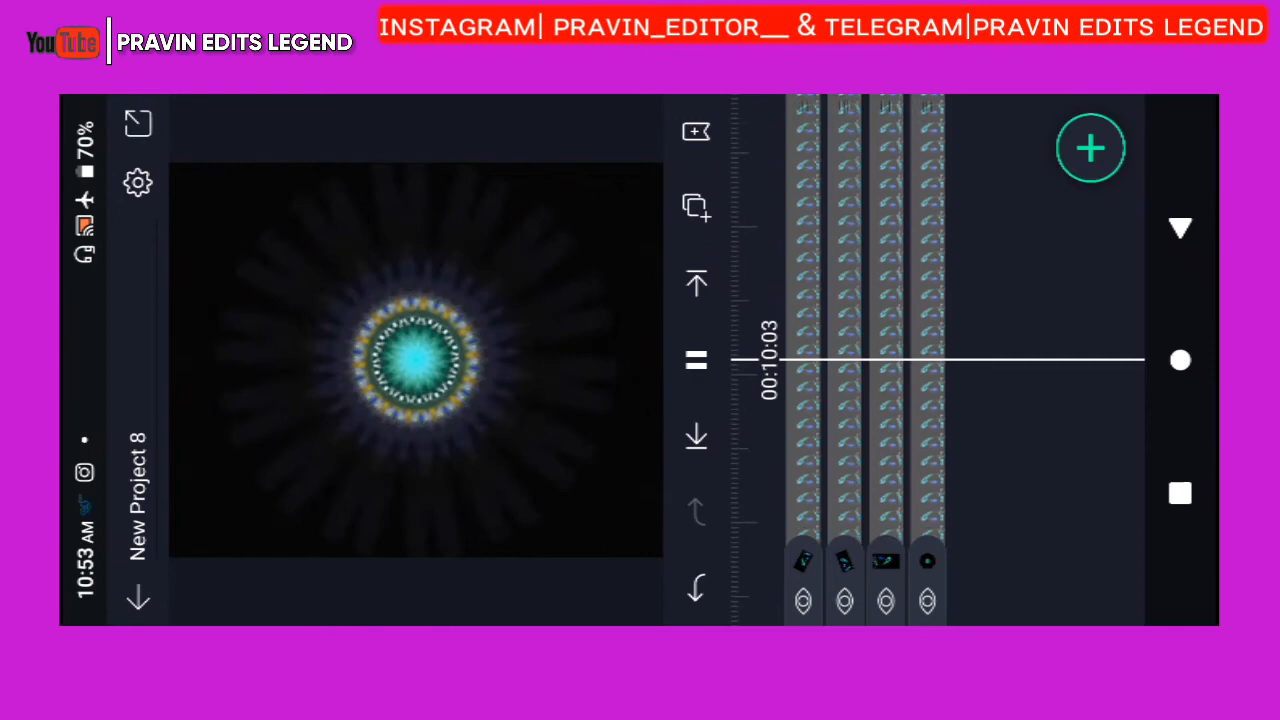 YouTube
PRAVIN EDITS LEGEND
INSTAGRAM| PRAVIN_EDITOR__ & TELEGRAM|PRAVIN EDITS LEGEND
10:53 AM
70%
New Project 8
00:10:03